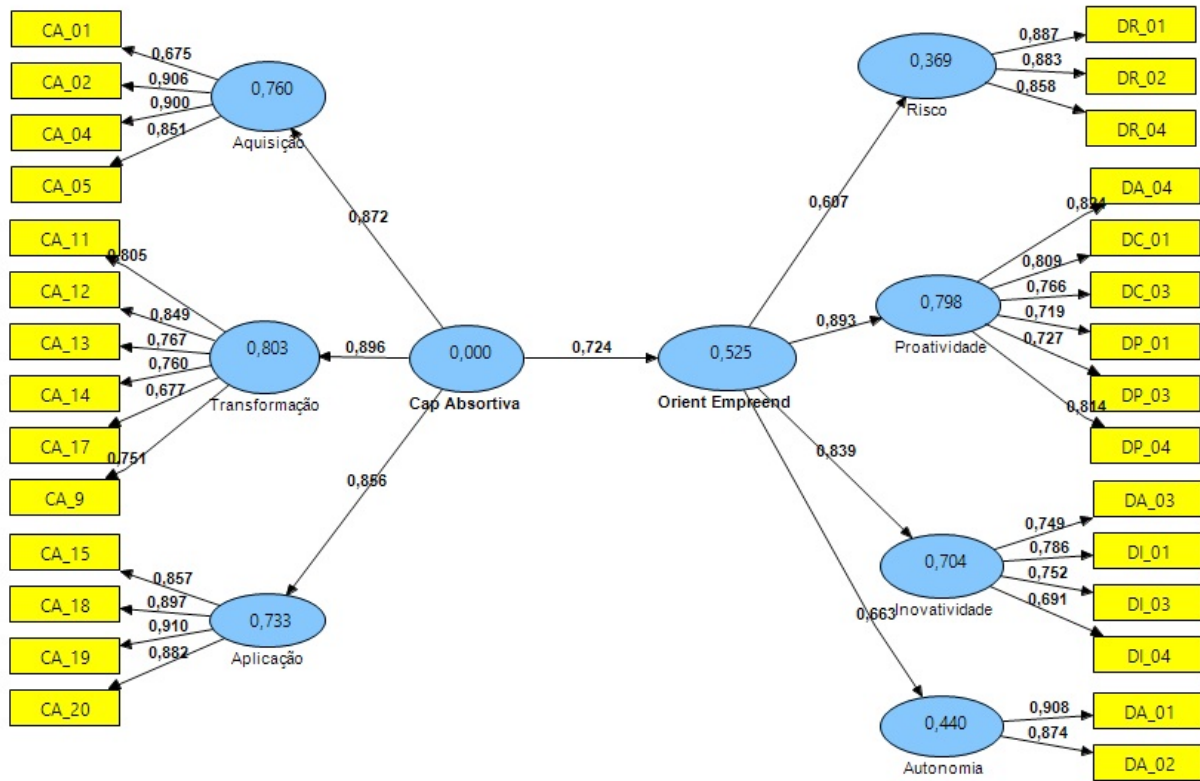 CA_01
CA_02
CA_04
CA_05
0,675
0,906
0,900
0,851
0,760
Aquisição
0,872
CA_11
CA_12
CA_13
CA_14
CA_17
CA_9
0,805
0,849
0,767
0,760
0,677
0,751
0,803
Transformação
0,896
0,000
Cap Absortiva
0,724
0,525
Orient Empreend
0,856
CA_15
CA_18
CA_19
CA_20
0,857
0,897
0,910
0,882
0,733
Aplicação
0,369
Risco
0,887
0,883
0,858
DR_01
DR_02
DR_04
0,607
0,893
0,798
Proatividade
0,809
0,766
0,719
0,727
0,814
DA_04
DC_01
DC_03
DP_01
DP_03
DP_04
0,839
0,704
Inovatividade
0,749
0,786
0,752
0,691
DA_03
DI_01
DI_03
DI_04
0,663
0,440
Autonomia
0,908
0,874
DA_01
DA_02